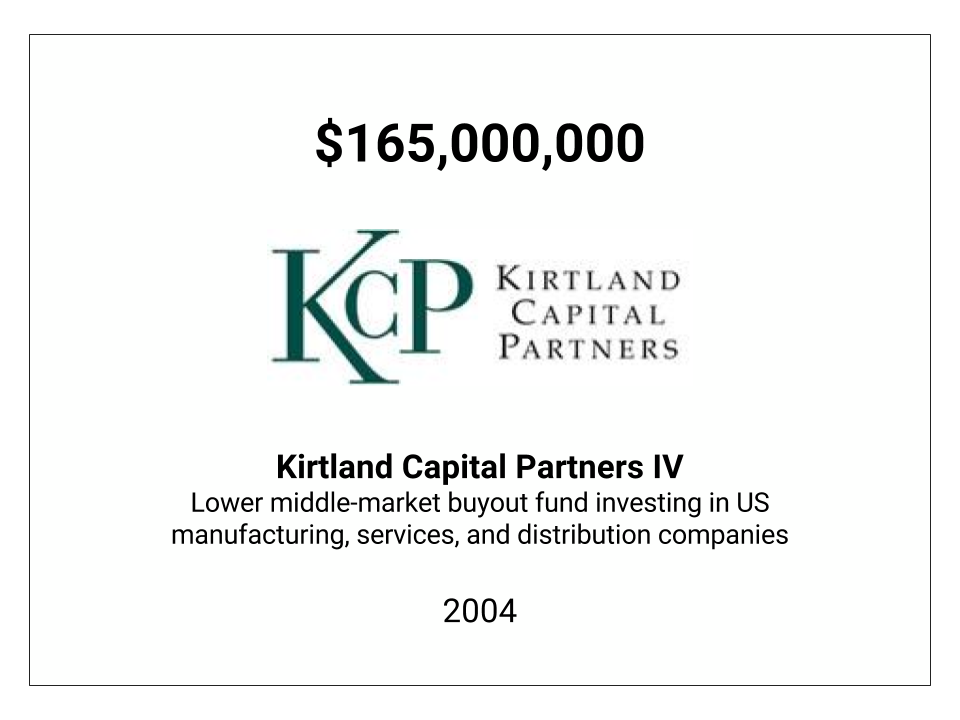 $165,000,000
KCP
KIRTLAND
CAPITAL
PARTNERS
Kirtland Capital Partners IV
Lower middle-market buyout fund investing in US
manufacturing, services, and distribution companies
2004